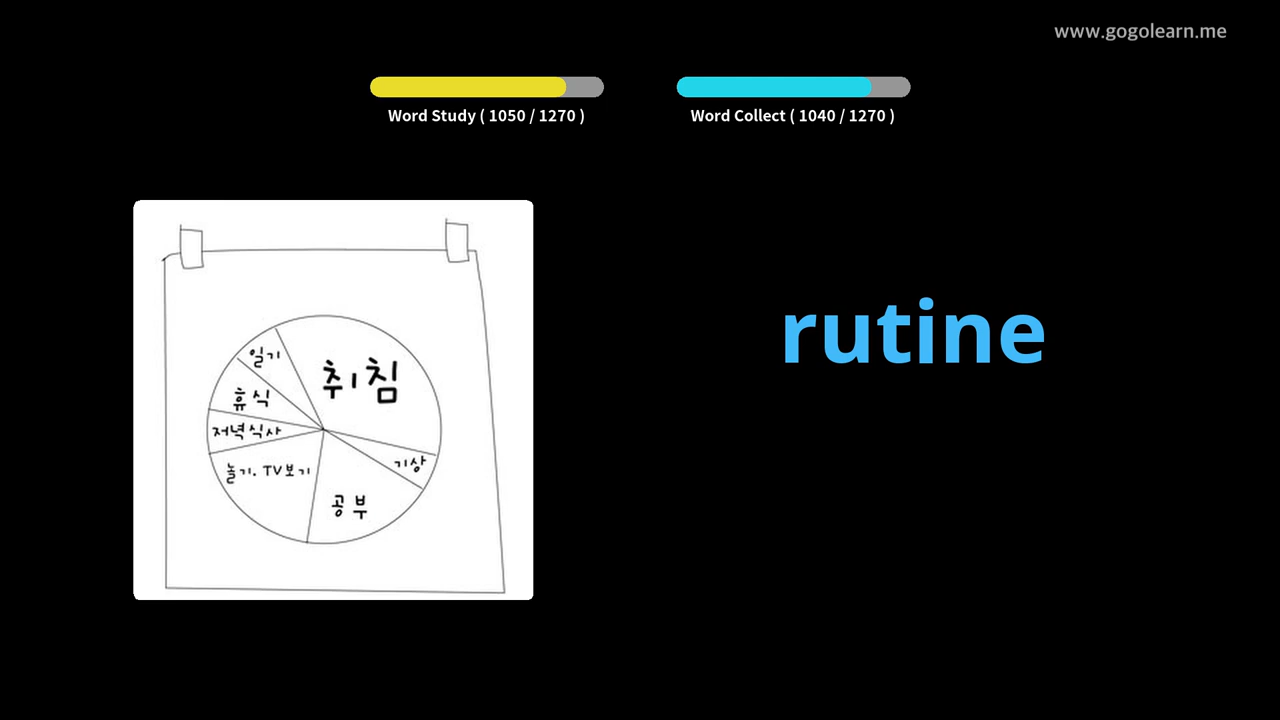 www.gogolearn.me
Word Study ( 1050 / 1270 )
Word Collect ( 1040 / 1270 )
rutine
일기
취침
휴식
저녁식사
기상
놀기. TV보기
공부